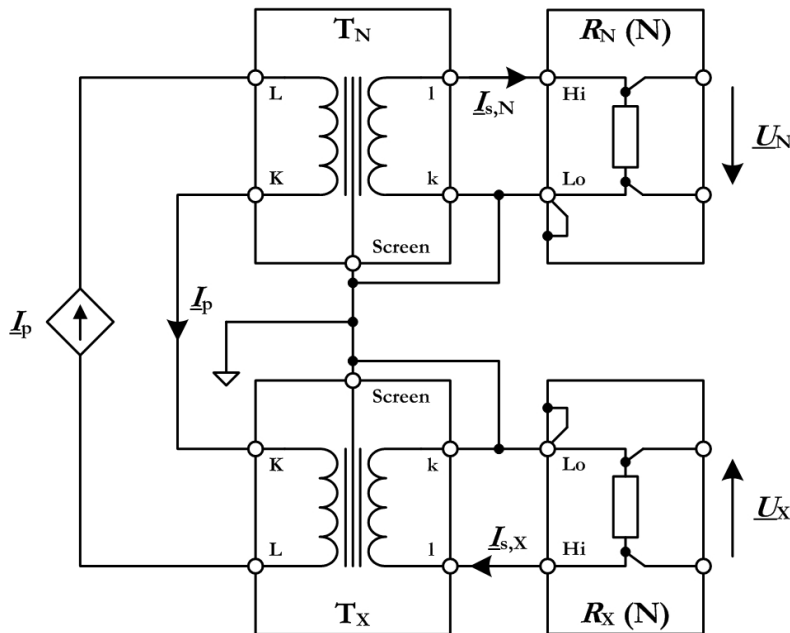 T_N
R_N (N)
L
l
I_s,N
Hi
U_N
K
k
Lo
Screen
I_p
I_p
Screen
K
k
Lo
U_X
L
l
I_s,X
Hi
T_X
R_X (N)